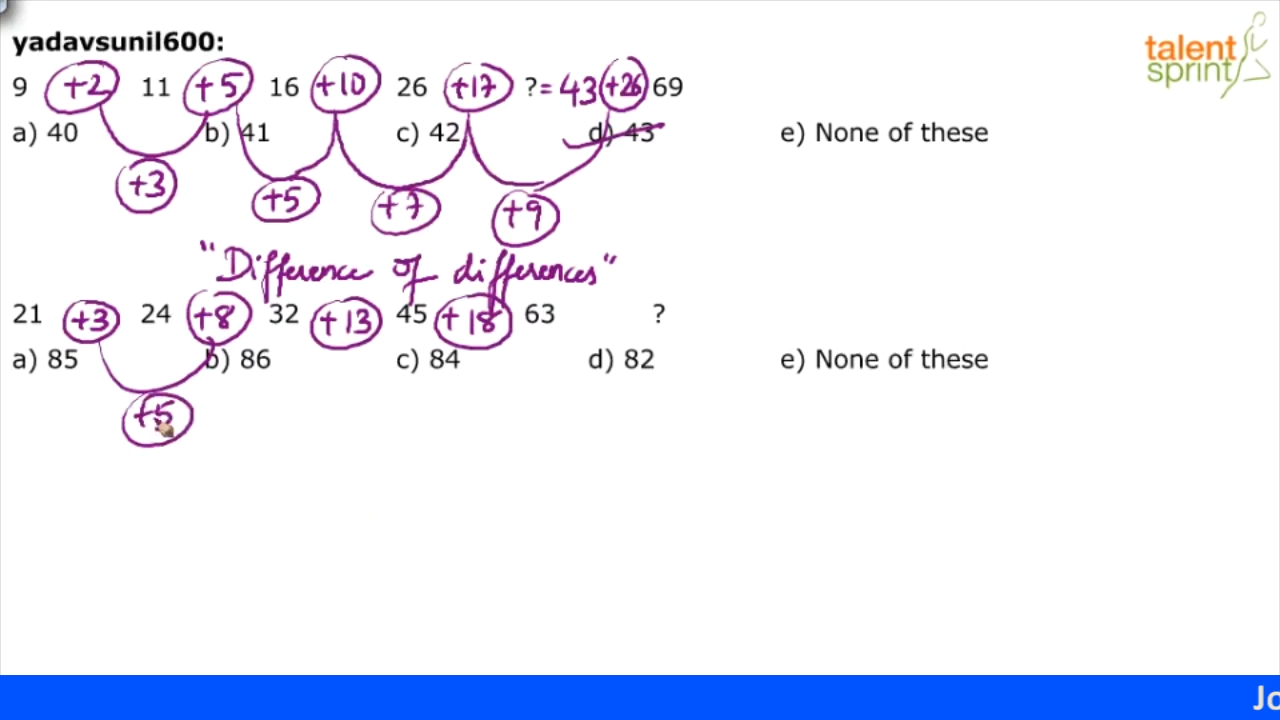 yadavsunil600:
talent
sprint
9 +2 11 +5 16 +10 26 +17 ?= 43 +26 69
a) 40 b) 41 c) 42 d) 43 e) None of these
+3 +5 +7 +9
"Difference of differences"
21 +3 24 +8 32 +13 45 +18 63 ?
a) 85 b) 86 c) 84 d) 82 e) None of these
+5
Jo